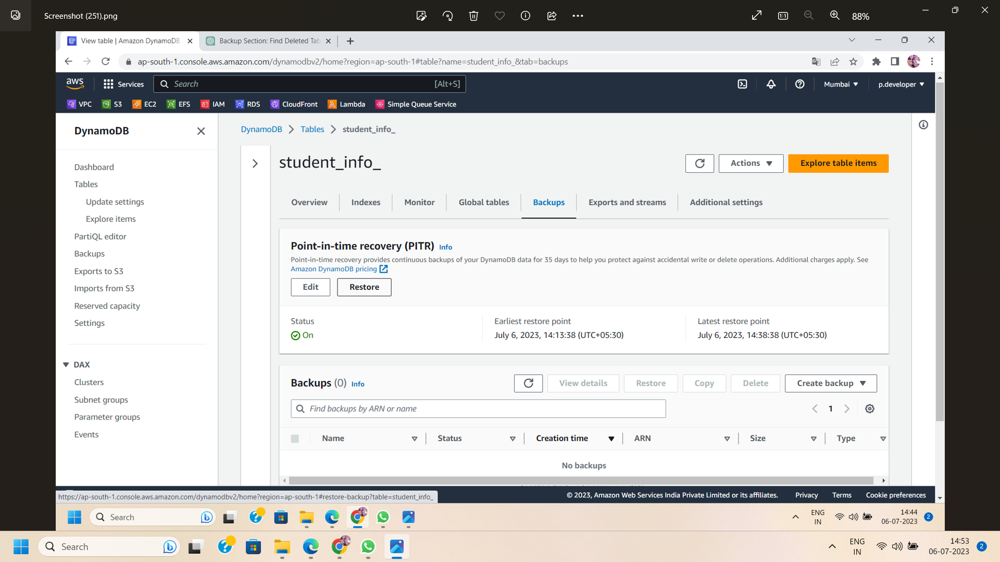 Screenshot (251).png
88%
View table | Amazon DynamoDB
Backup Section: Find Deleted Tab
ap-south-1.console.aws.amazon.com/dynamodbv2/home?region=ap-south-1#table?name=student_info_&tab=backups
aws
Services
Search
[Alt+S]
Mumbai
p.developer
VPC
S3
EC2
EFS
IAM
RDS
CloudFront
Lambda
Simple Queue Service
DynamoDB
Dashboard
Tables
Update settings
Explore items
PartiQL editor
Backups
Exports to S3
Imports from S3
Reserved capacity
Settings
DAX
Clusters
Subnet groups
Parameter groups
Events
DynamoDB
Tables
student_info_
student_info_
Actions
Explore table items
Overview
Indexes
Monitor
Global tables
Backups
Exports and streams
Additional settings
Point-in-time recovery (PITR) Info
Point-in-time recovery provides continuous backups of your DynamoDB data for 35 days to help you protect against accidental write or delete operations. Additional charges apply. See
Amazon DynamoDB pricing
Edit
Restore
Status
On
Earliest restore point
July 6, 2023, 14:13:38 (UTC+05:30)
Latest restore point
July 6, 2023, 14:38:38 (UTC+05:30)
Backups (0) Info
View details
Restore
Copy
Delete
Create backup
Find backups by ARN or name
1
Name
Status
Creation time
ARN
Size
Type
No backups
https://ap-south-1.console.aws.amazon.com/dynamodbv2/home?region=ap-south-1#restore-backup?table=student_info_
© 2023, Amazon Web Services India Private Limited or its affiliates.
Privacy
Terms
Cookie preferences
Search
ENG
IN
14:44
06-07-2023
2
Search
ENG
IN
14:53
06-07-2023
2